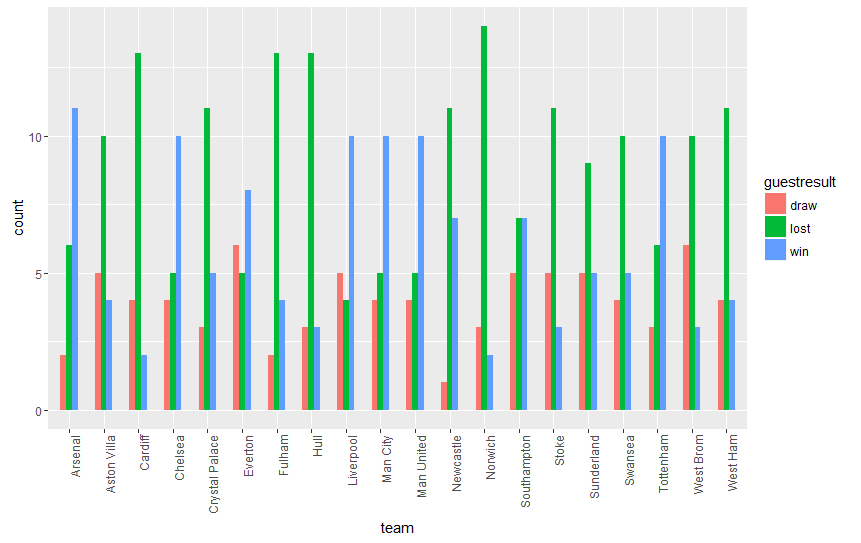 10
5
0
count
Arsenal
Aston Villa
Cardiff
Chelsea
Crystal Palace
Everton
Fulham
Hull
Liverpool
Man City
Man United
Newcastle
Norwich
Southampton
Stoke
Sunderland
Swansea
Tottenham
West Brom
West Ham
team
guestresult
draw
lost
win